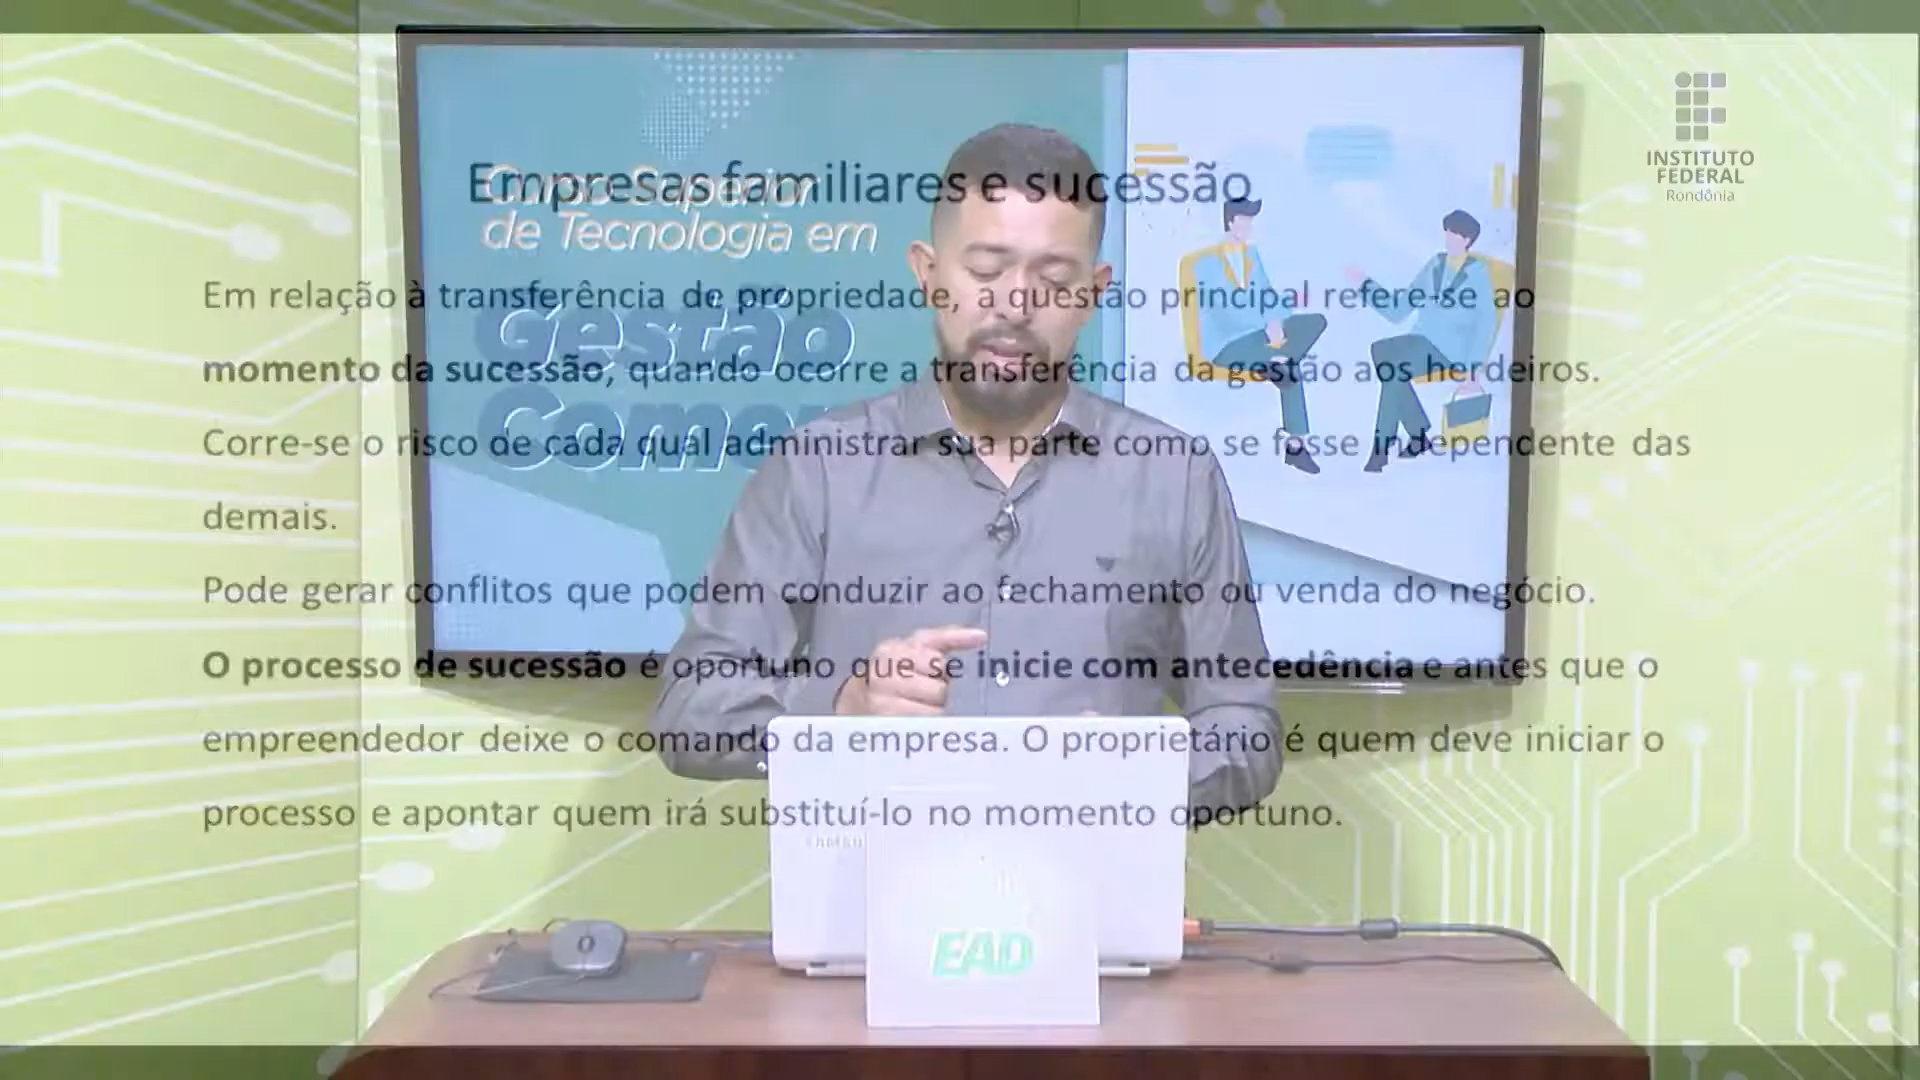 INSTITUTO
FEDERAL
Rondônia
Empresas familiares e sucessão
Curso Superior
de Tecnologia em
Gestão
Em relação à transferência de propriedade, a questão principal refere-se ao
momento da sucessão, quando ocorre a transferência da gestão aos herdeiros.
Corre-se o risco de cada qual administrar sua parte como se fosse independente das
demais.
Pode gerar conflitos que podem conduzir ao fechamento ou venda do negócio.
O processo de sucessão é oportuno que se inicie com antecedência e antes que o
empreendedor deixe o comando da empresa. O proprietário é quem deve iniciar o
processo e apontar quem irá substituí-lo no momento oportuno.
EAD